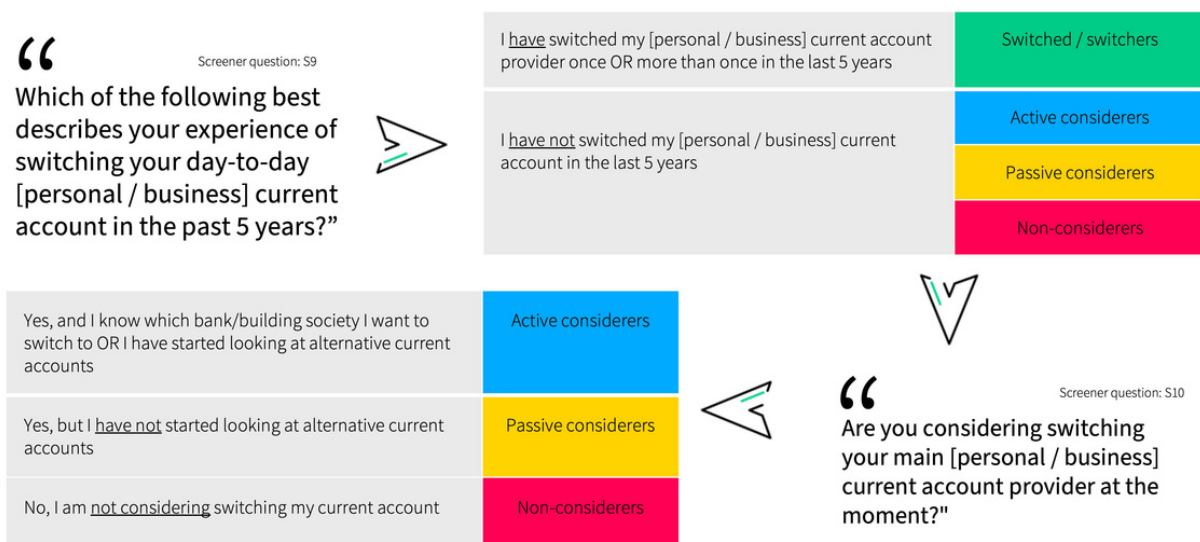 “
Screener question: S9
Which of the following best
describes your experience of
switching your day-to-day
[personal / business] current
account in the past 5 years?”
I have switched my [personal / business] current account
provider once OR more than once in the last 5 years
Switched / switchers
I have not switched my [personal / business] current
account in the last 5 years
Active considerers
Passive considerers
Non-considerers
“
Screener question: S10
Are you considering switching
your main [personal / business]
current account provider at the
moment?"
Yes, and I know which bank/building society I want to
switch to OR I have started looking at alternative current
accounts
Active considerers
Yes, but I have not started looking at alternative current
accounts
Passive considerers
No, I am not considering switching my current account
Non-considerers